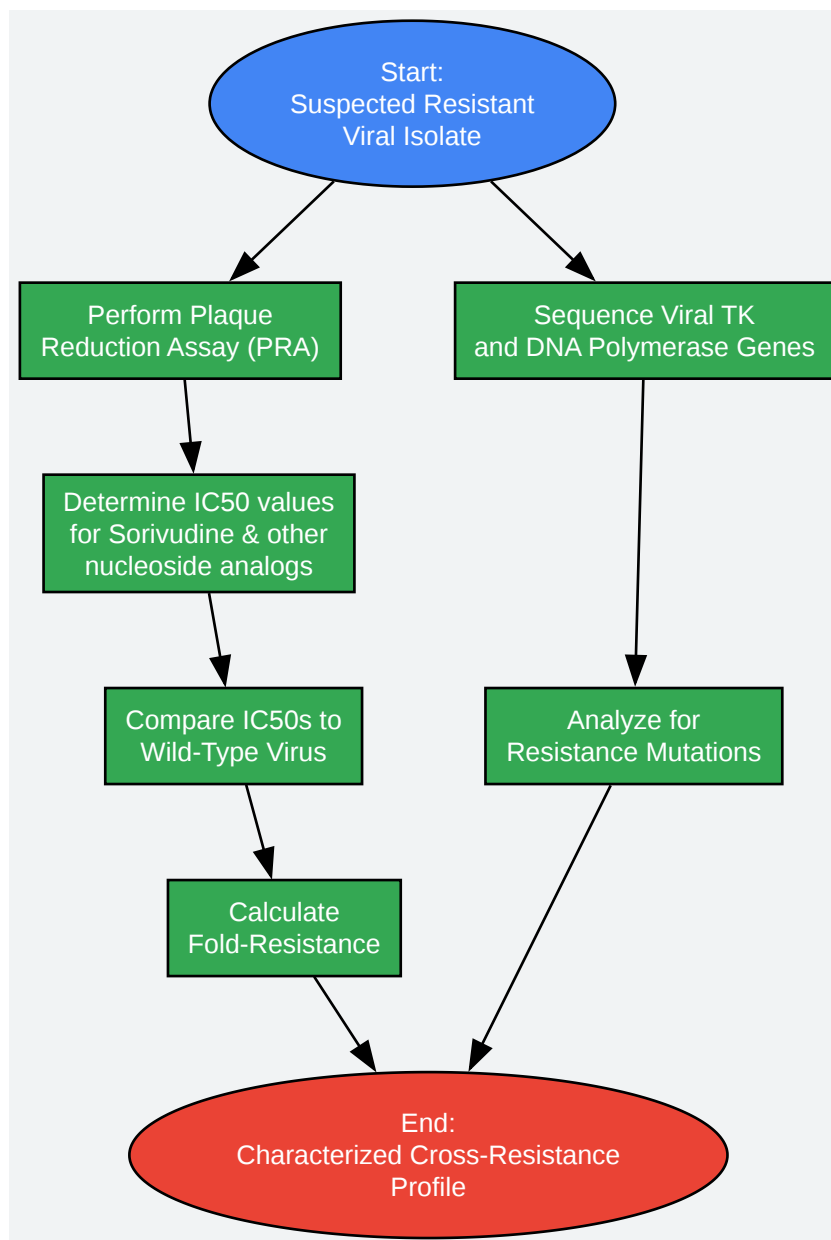 Start:
Suspected Resistant
Viral Isolate
Perform Plaque
Reduction Assay (PRA)
Sequence Viral TK
and DNA Polymerase Genes
Determine IC50 values
for Sorivudine & other
nucleoside analogs
Compare IC50s to
Wild-Type Virus
Analyze for
Resistance Mutations
Calculate
Fold-Resistance
End:
Characterized Cross-Resistance
Profile